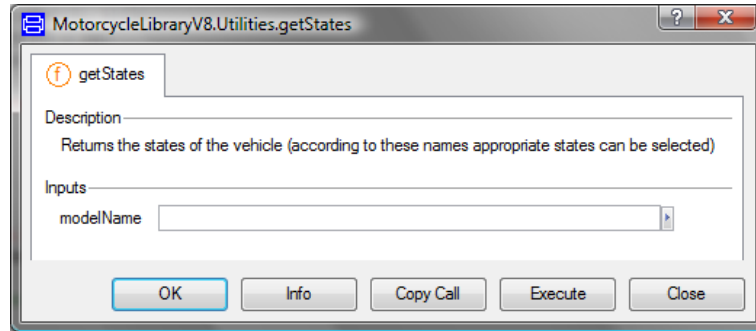 MotorcycleLibraryV8.Utilities.getStates
? X
f getStates
Description
Returns the states of the vehicle (according to these names appropriate states can be selected)
Inputs
modelName
OK Info Copy Call Execute Close